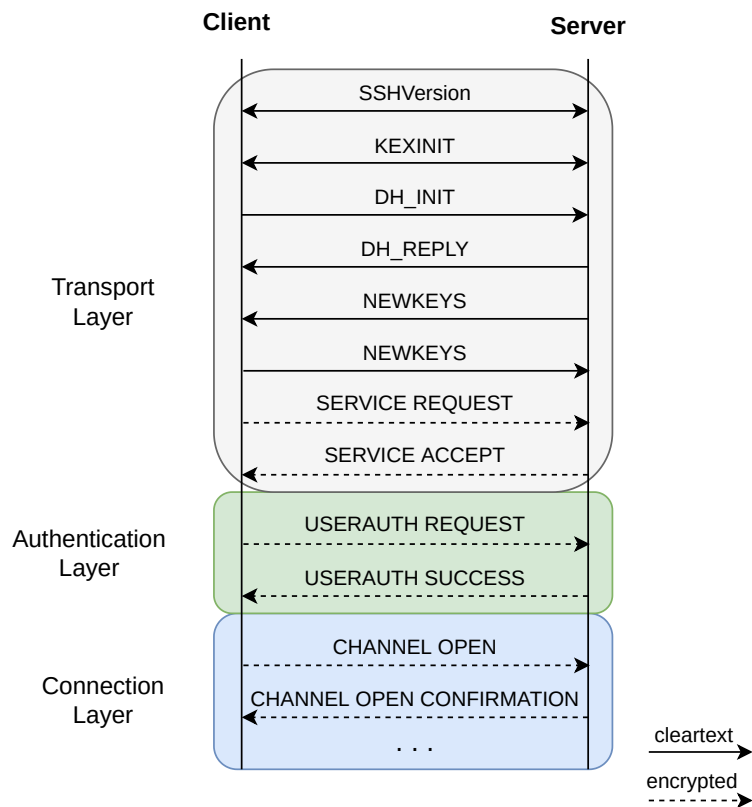 Client
Server
SSHVersion
KEXINIT
DH_INIT
DH_REPLY
Transport
Layer
NEWKEYS
NEWKEYS
SERVICE REQUEST
SERVICE ACCEPT
Authentication
Layer
USERAUTH REQUEST
USERAUTH SUCCESS
Connection
Layer
CHANNEL OPEN
CHANNEL OPEN CONFIRMATION
. . .
cleartext
encrypted